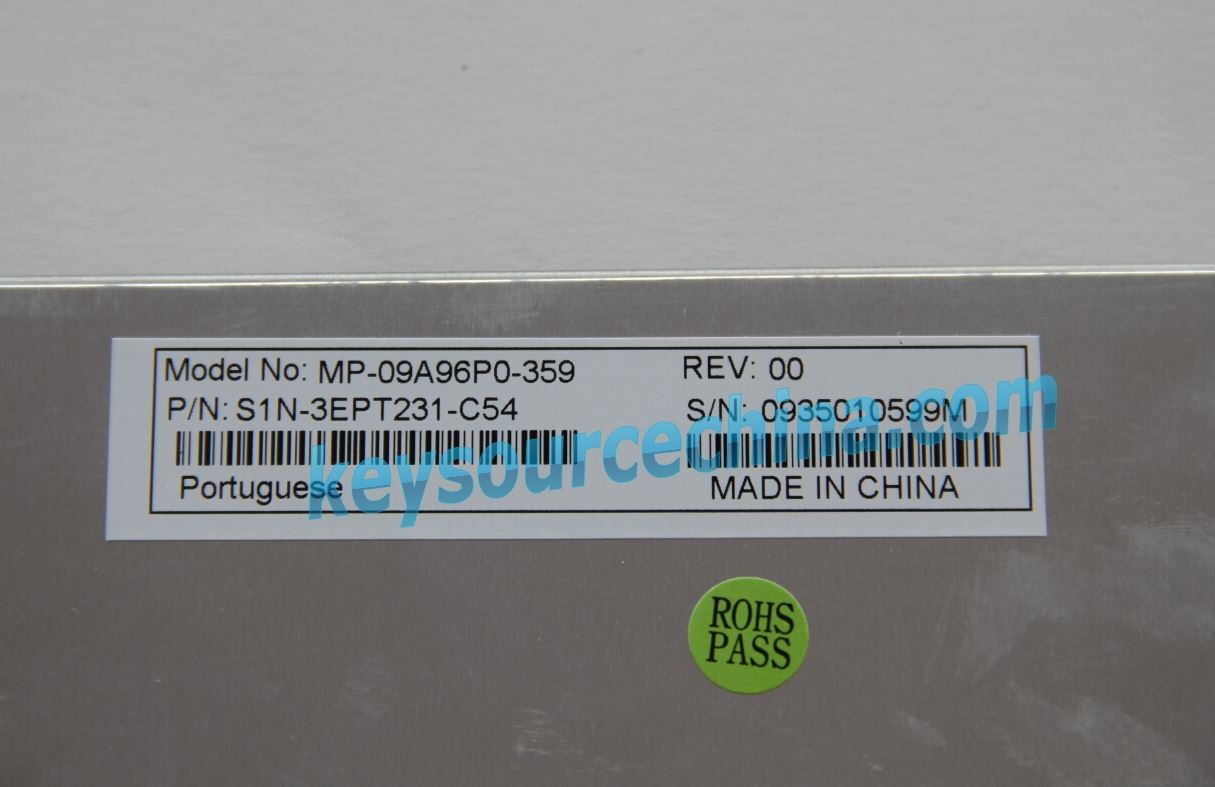 Model No: MP-09A96P0-359 REV: 00
P/N: S1N-3EPT231-C54 S/N: 0935010599M
keysourcechina.com
Portuguese MADE IN CHINA
ROHS
PASS